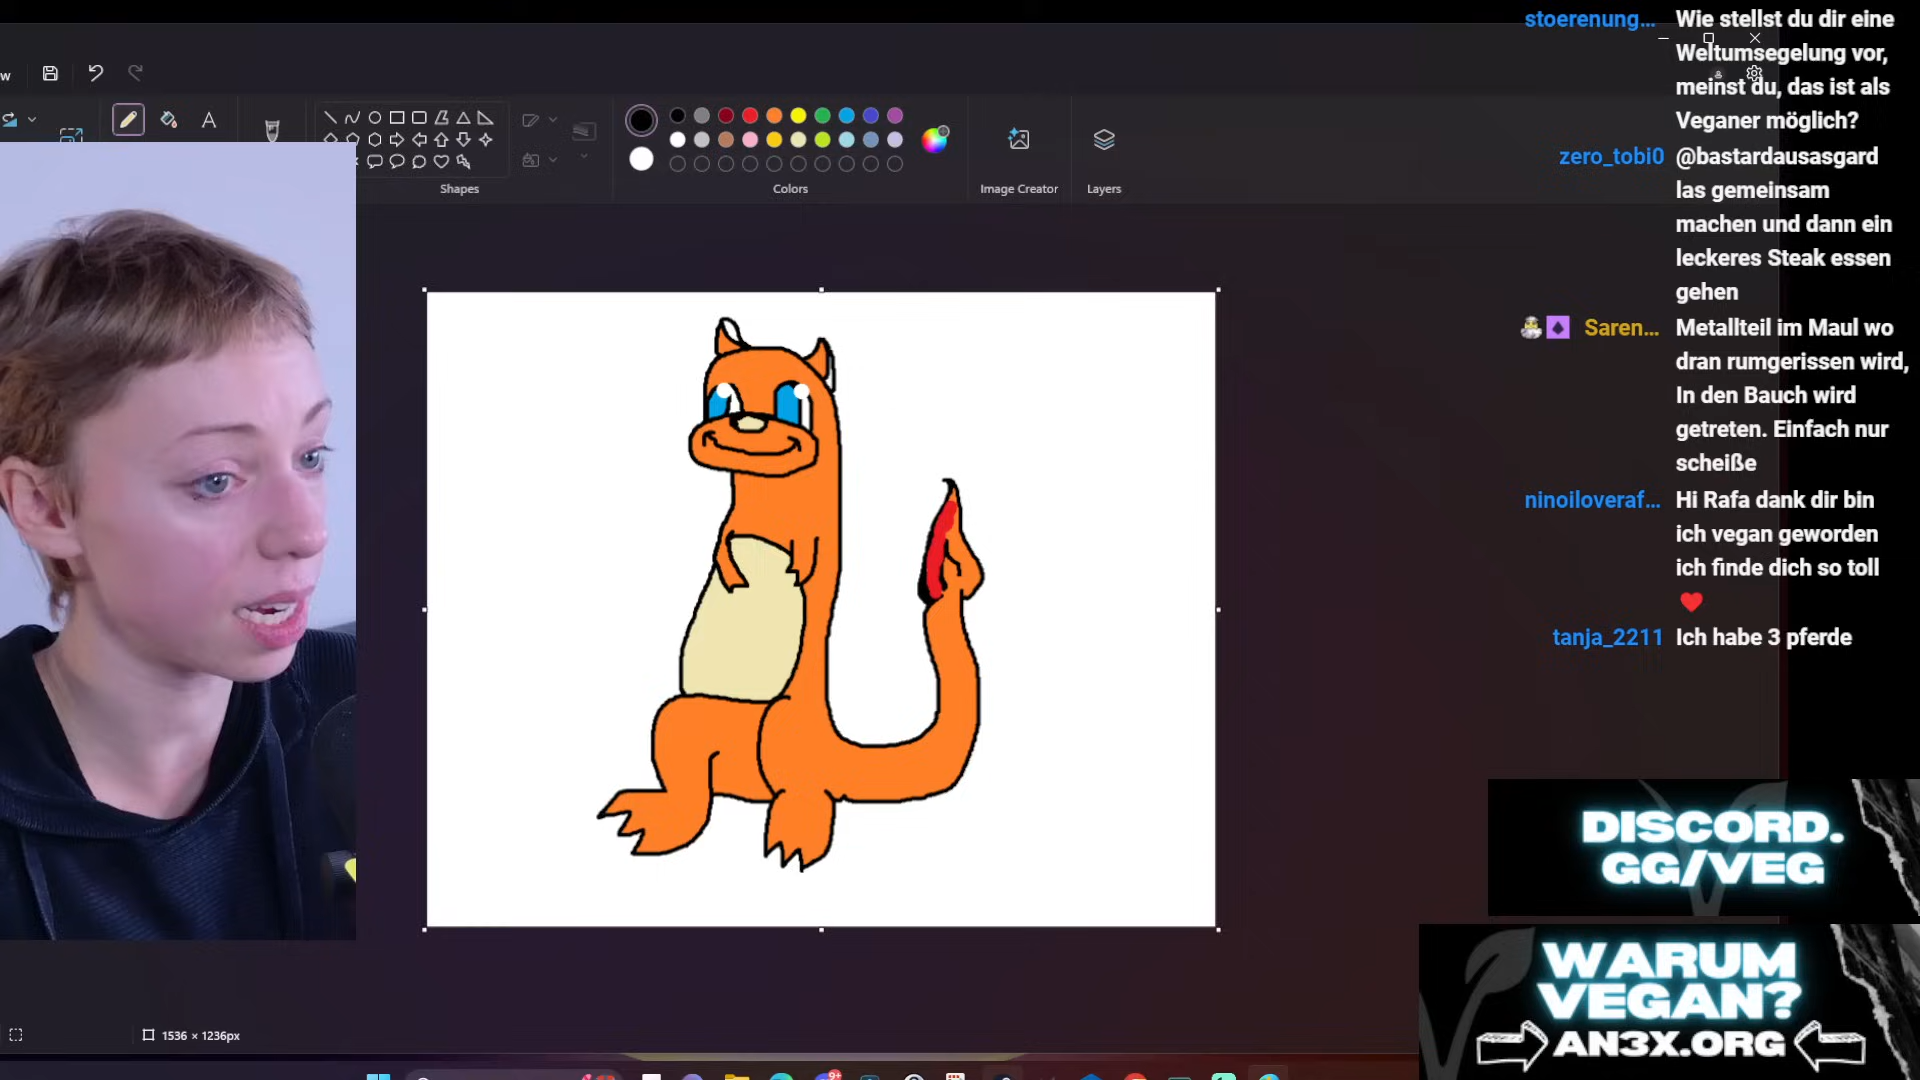 stoerenung... Wie stellst du dir eine
Weltumsegelung vor,
meinst du, das ist als
Veganer möglich?
zero_tobi0 @bastardausasgard
las gemeinsam
machen und dann ein
leckeres Steak essen
gehen
Saren... Metallteil im Maul wo
dran rumgerissen wird,
In den Bauch wird
getreten. Einfach nur
scheiße
ninoiloveraf... Hi Rafa dank dir bin
ich vegan geworden
ich finde dich so toll
tanja_2211 Ich habe 3 pferde
w
A
Shapes
Colors
Image Creator
Layers
DISCORD.
GG/VEG
WARUM
VEGAN?
AN3X.ORG
1536 × 1236px
9+